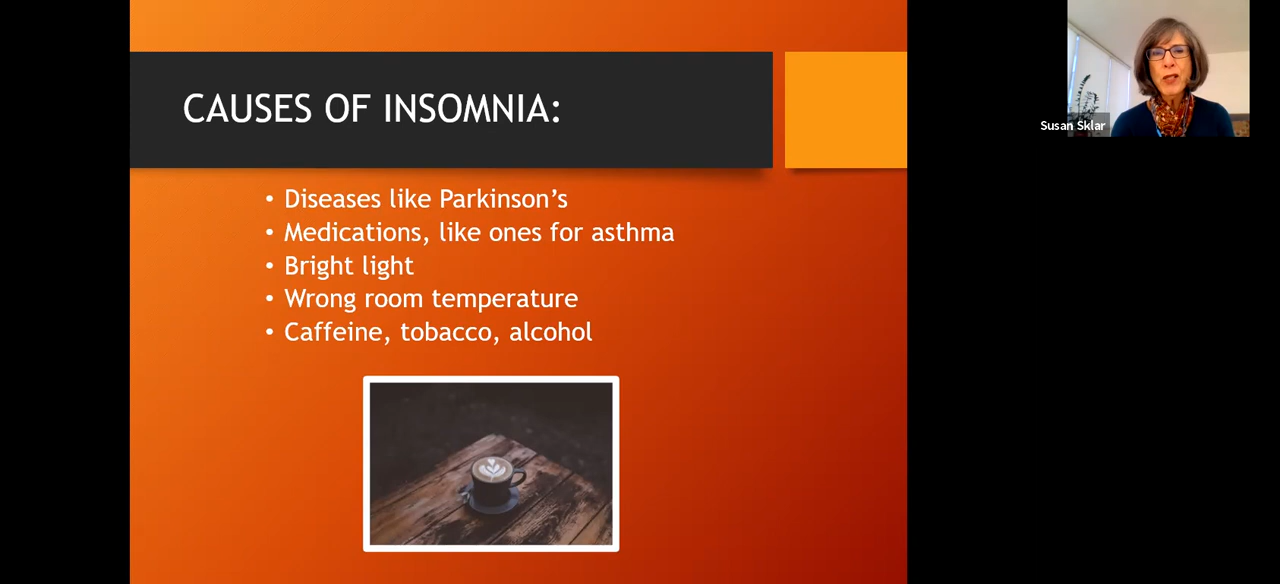 CAUSES OF INSOMNIA:
• Diseases like Parkinson’s
• Medications, like ones for asthma
• Bright light
• Wrong room temperature
• Caffeine, tobacco, alcohol
Susan Sklar